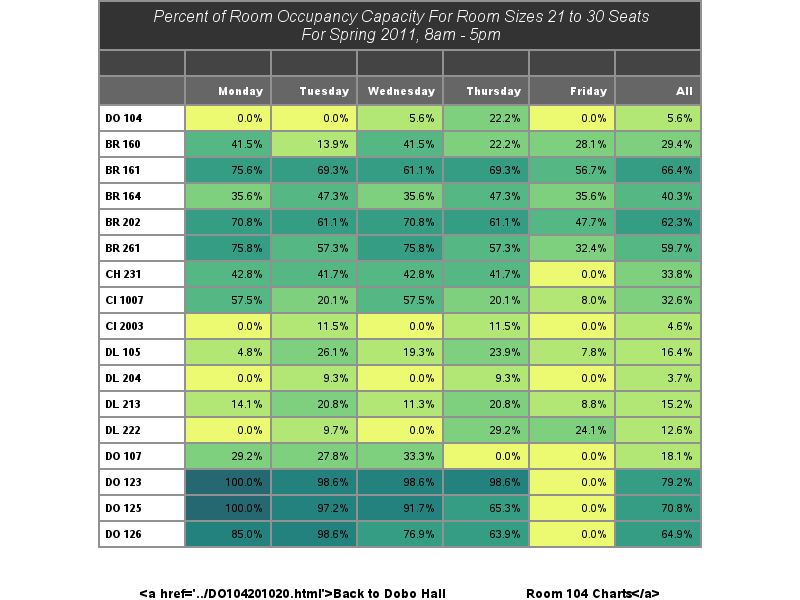 Percent of Room Occupancy Capacity For Room Sizes 21 to 30 Seats
For Spring 2011, 8am - 5pm
Monday Tuesday Wednesday Thursday Friday All
DO 104 0.0% 0.0% 5.6% 22.2% 0.0% 5.6%
BR 160 41.5% 13.9% 41.5% 22.2% 28.1% 29.4%
BR 161 75.6% 69.3% 61.1% 69.3% 56.7% 66.4%
BR 164 35.6% 47.3% 35.6% 47.3% 35.6% 40.3%
BR 202 70.8% 61.1% 70.8% 61.1% 47.7% 62.3%
BR 261 75.8% 57.3% 75.8% 57.3% 32.4% 59.7%
CH 231 42.8% 41.7% 42.8% 41.7% 0.0% 33.8%
CI 1007 57.5% 20.1% 57.5% 20.1% 8.0% 32.6%
CI 2003 0.0% 11.5% 0.0% 11.5% 0.0% 4.6%
DL 105 4.8% 26.1% 19.3% 23.9% 7.8% 16.4%
DL 204 0.0% 9.3% 0.0% 9.3% 0.0% 3.7%
DL 213 14.1% 20.8% 11.3% 20.8% 8.8% 15.2%
DL 222 0.0% 9.7% 0.0% 29.2% 24.1% 12.6%
DO 107 29.2% 27.8% 33.3% 0.0% 0.0% 18.1%
DO 123 100.0% 98.6% 98.6% 98.6% 0.0% 79.2%
DO 125 100.0% 97.2% 91.7% 65.3% 0.0% 70.8%
DO 126 85.0% 98.6% 76.9% 63.9% 0.0% 64.9%
<a href='../DO104201020.html'>Back to Dobo Hall Room 104 Charts</a>